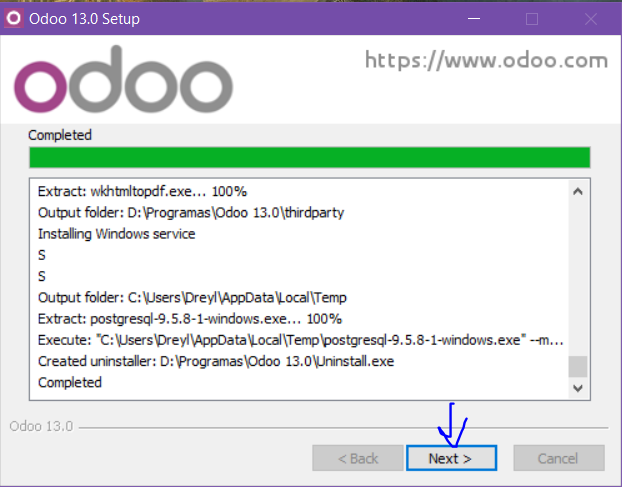 Odoo 13.0 Setup
odoo
https://www.odoo.com
Completed
Extract: wkhtmltopdf.exe... 100%
Output folder: D:\Programas\Odoo 13.0\thirdparty
Installing Windows service
S
S
Output folder: C:\Users\Dreyl\AppData\Local\Temp
Extract: postgresql-9.5.8-1-windows.exe... 100%
Execute: "C:\Users\Dreyl\AppData\Local\Temp\postgresql-9.5.8-1-windows.exe" --m...
Created uninstaller: D:\Programas\Odoo 13.0\Uninstall.exe
Completed
Odoo 13.0
< Back
Next >
Cancel